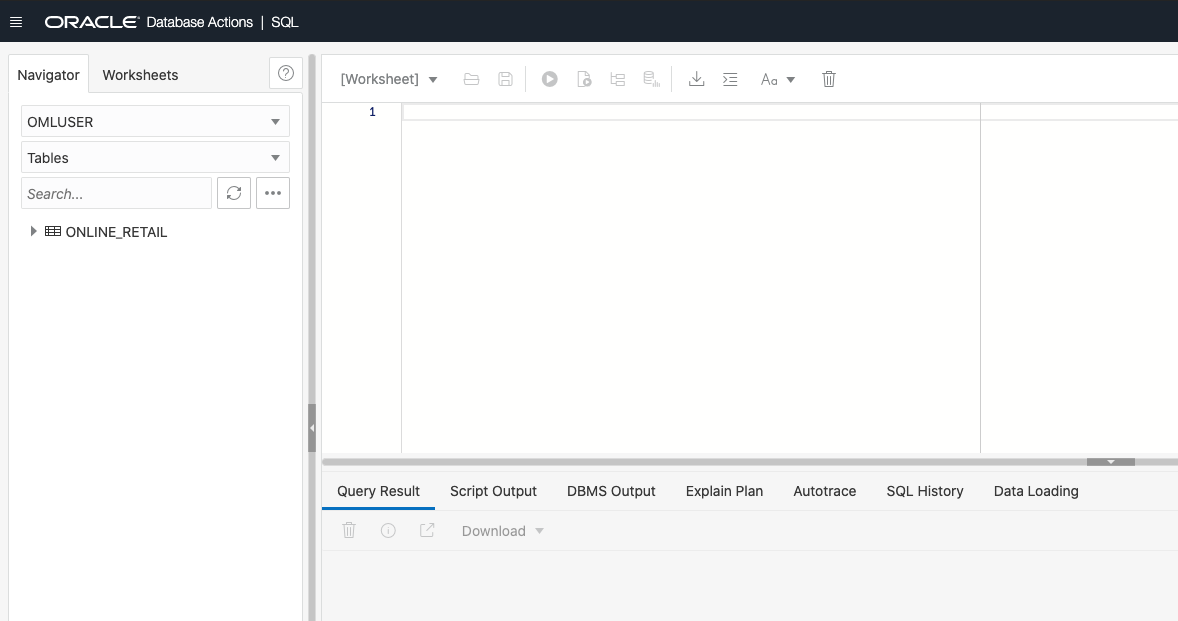 ORACLE Database Actions | SQL
Navigator Worksheets
OMLUSER
Tables
Search...
ONLINE_RETAIL
[Worksheet] Aa
1
Query Result Script Output DBMS Output Explain Plan Autotrace SQL History Data Loading
Download